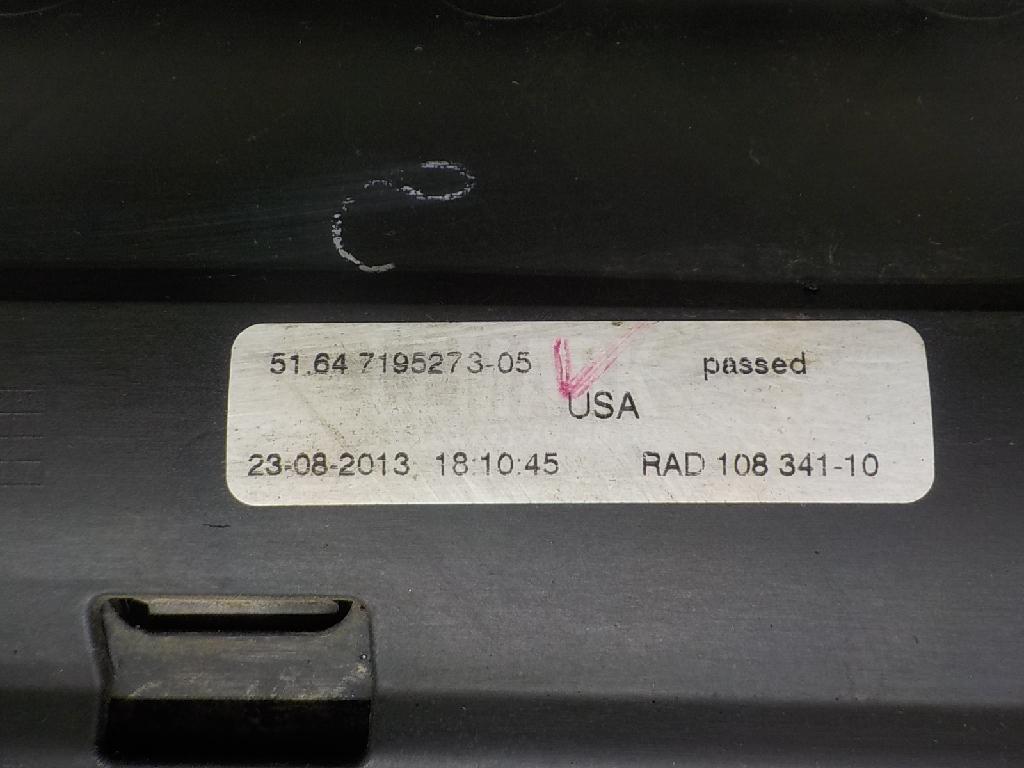 51.64 7195273-05 passed
USA
23-08-2013 18:10:45 RAD 108 341-10